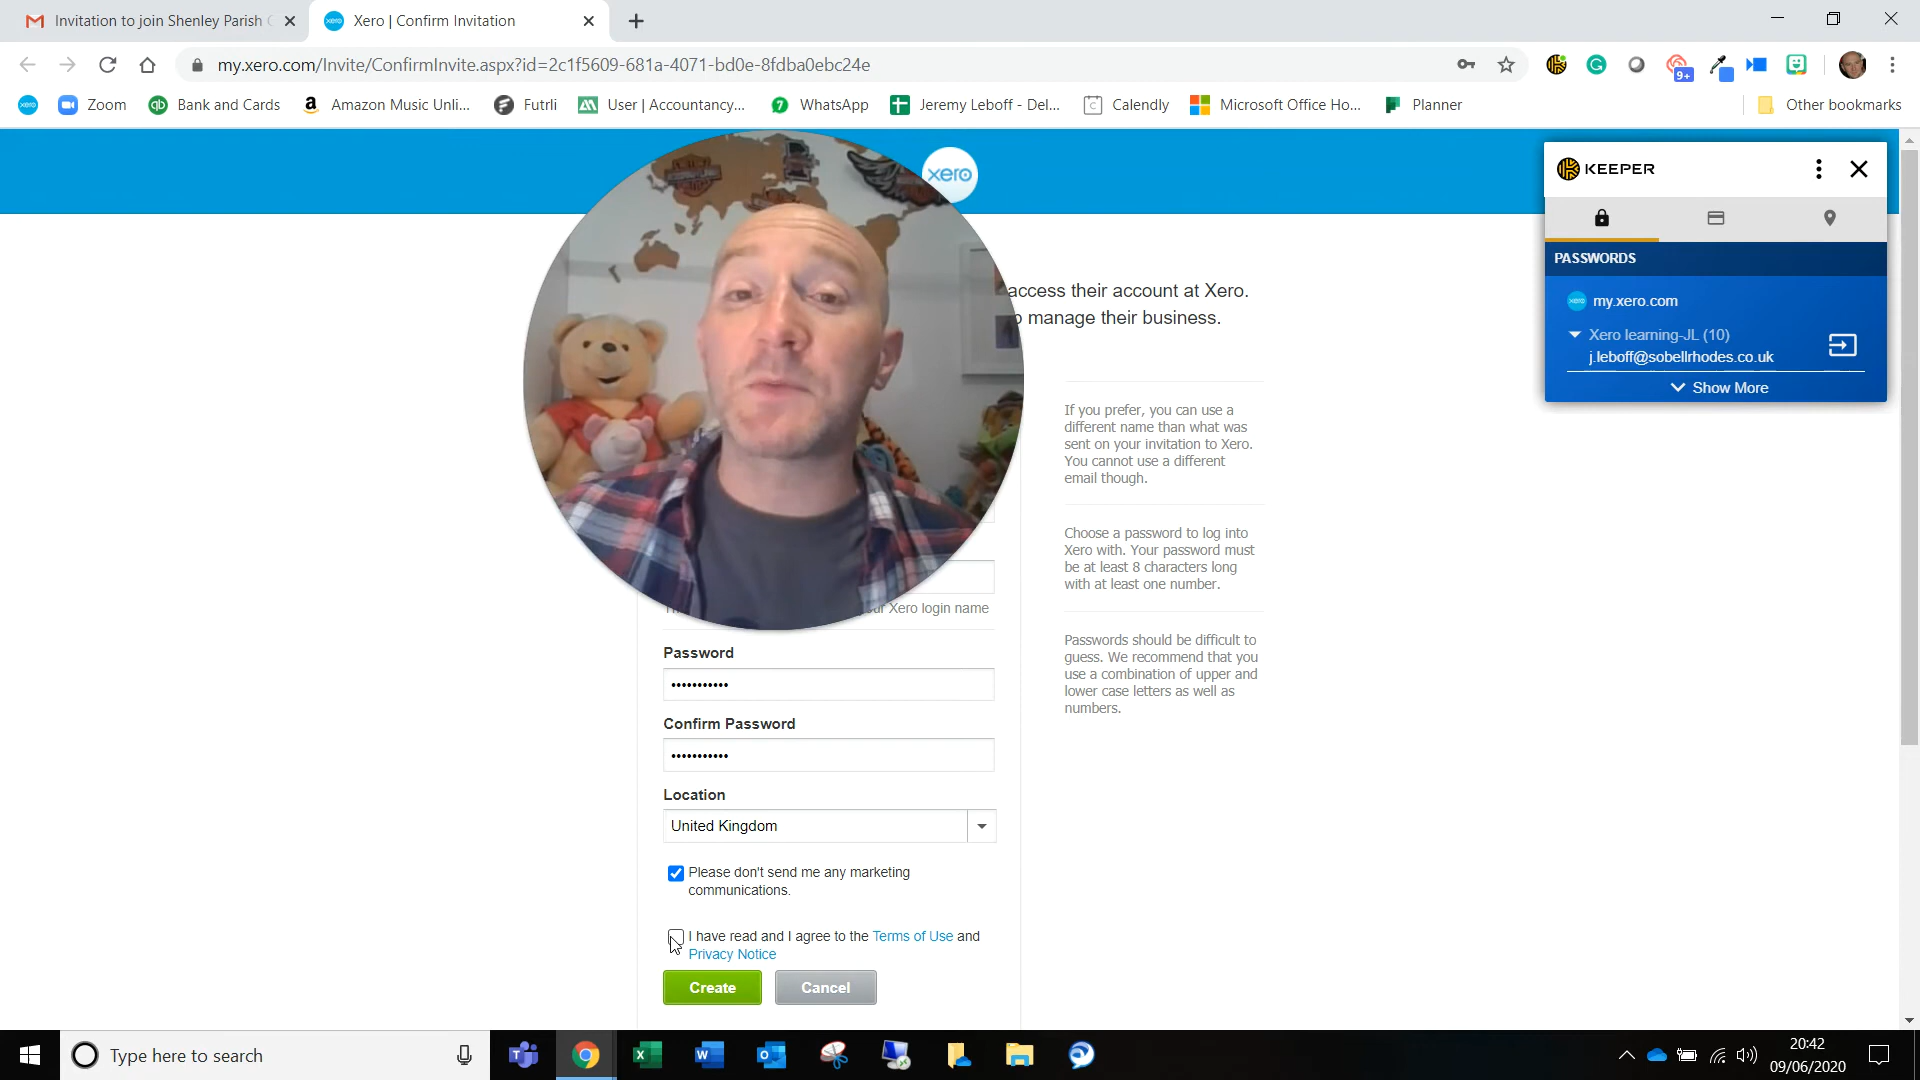 Invitation to join Shenley Parish
Xero | Confirm Invitation
my.xero.com/Invite/ConfirmInvite.aspx?id=2c1f5609-681a-4071-bd0e-8fdba0ebc24e
9+
xero
Zoom
qb
Bank and Cards
Amazon Music Unli...
Futrli
User | Accountancy...
7
WhatsApp
Jeremy Leboff - Del...
Calendly
Microsoft Office Ho...
Planner
Other bookmarks
xero
KEEPER
PASSWORDS
my.xero.com
Xero learning-JL (10)
j.leboff@sobellrhodes.co.uk
Show More
access their account at Xero.
manage their business.
If you prefer, you can use a
different name than what was
sent on your invitation to Xero.
You cannot use a different
email though.
Choose a password to log into
Xero with. Your password must
be at least 8 characters long
with at least one number.
Xero login name
Passwords should be difficult to
guess. We recommend that you
use a combination of upper and
lower case letters as well as
numbers.
Password
Confirm Password
Location
United Kingdom
Please don't send me any marketing
communications.
I have read and I agree to the Terms of Use and
Privacy Notice
Create
Cancel
Type here to search
20:42
09/06/2020